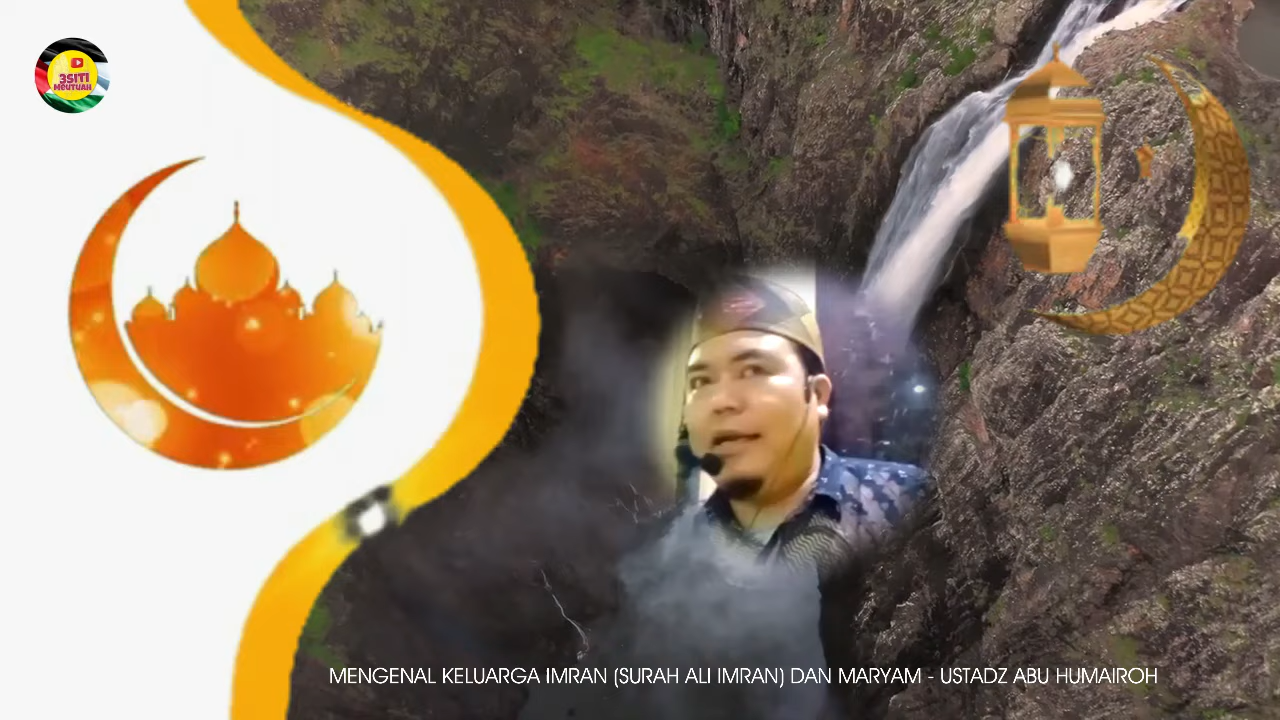 3SITI
MEUTUAH
MENGENAL KELUARGA IMRAN (SURAH ALI IMRAN) DAN MARYAM - USTADZ ABU HUMAIROH